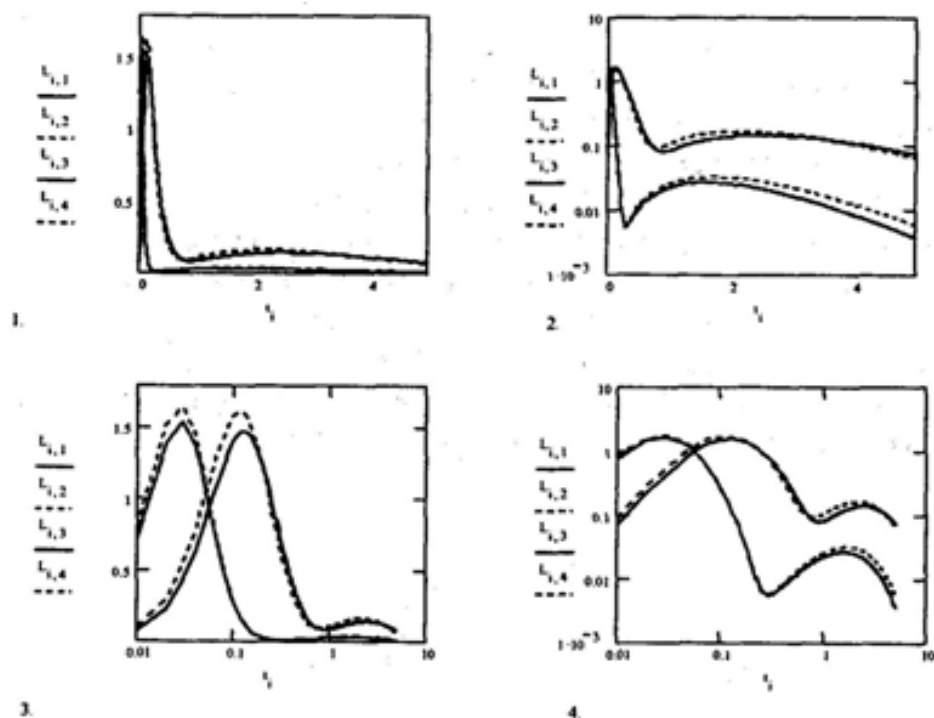 L_{i,1}
L_{i,2}
L_{i,3}
L_{i,4}
1.5
1
0.5
0
2
4
t_i
1.
L_{i,1}
L_{i,2}
L_{i,3}
L_{i,4}
10
1
0.1
0.01
1·10^{-3}
0
2
4
t_i
2.
L_{i,1}
L_{i,2}
L_{i,3}
L_{i,4}
1.5
1
0.5
0.01
0.1
1
10
t_i
3.
L_{i,1}
L_{i,2}
L_{i,3}
L_{i,4}
10
1
0.1
0.01
1·10^{-3}
0.01
0.1
1
10
t_i
4.